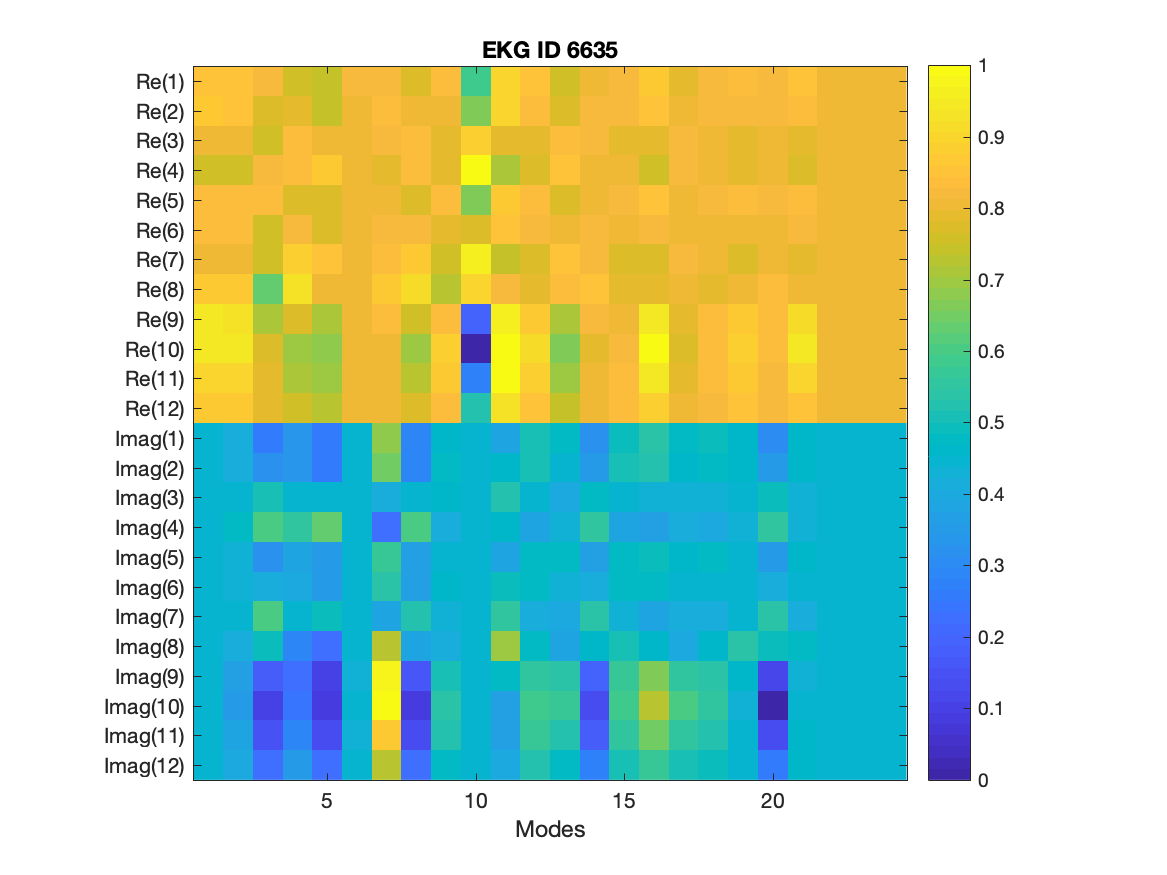 EKG ID 6635
Re(1)
Re(2)
Re(3)
Re(4)
Re(5)
Re(6)
Re(7)
Re(8)
Re(9)
Re(10)
Re(11)
Re(12)
Imag(1)
Imag(2)
Imag(3)
Imag(4)
Imag(5)
Imag(6)
Imag(7)
Imag(8)
Imag(9)
Imag(10)
Imag(11)
Imag(12)
5 10 15 20
Modes
1
0.9
0.8
0.7
0.6
0.5
0.4
0.3
0.2
0.1
0